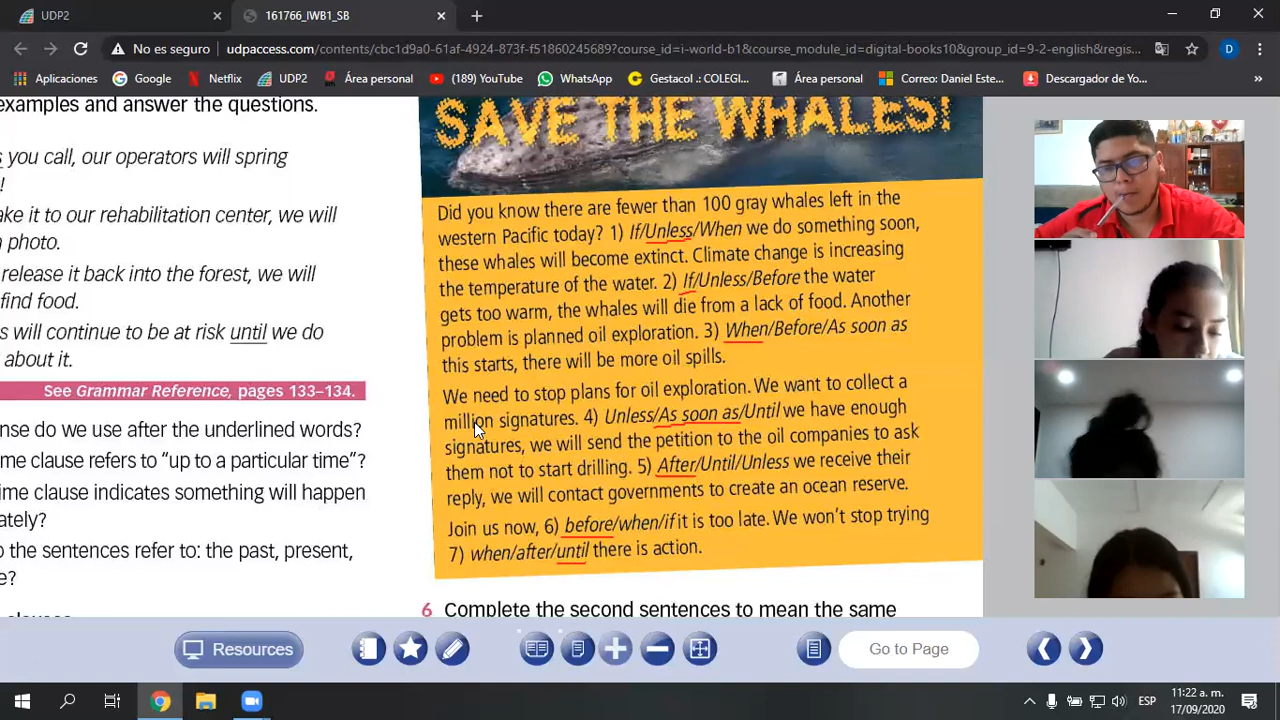 UDP2
161766_IWB1_SB
No es seguro
udpaccess.com/contents/cbc1d9a0-61af-4924-873f-f51860245689?course_id=i-world-b1&course_module_id=digital-books10&group_id=9-2-english&regis...
D
Aplicaciones
Google
Netflix
UDP2
Área personal
(189) YouTube
WhatsApp
Gestacol .: COLEGI...
Área personal
Correo: Daniel Este...
Descargador de Yo...
»
examples and answer the questions.
you call, our operators will spring
!
ake it to our rehabilitation center, we will
photo.
release it back into the forest, we will
find food.
s will continue to be at risk until we do
about it.
See Grammar Reference, pages 133–134.
nse do we use after the underlined words?
me clause refers to “up to a particular time”?
ime clause indicates something will happen
ately?
o the sentences refer to: the past, present,
e?
SAVE THE WHALES!
Did you know there are fewer than 100 gray whales left in the
western Pacific today? 1) If/Unless/When we do something soon,
these whales will become extinct. Climate change is increasing
the temperature of the water. 2) If/Unless/Before the water
gets too warm, the whales will die from a lack of food. Another
problem is planned oil exploration. 3) When/Before/As soon as
this starts, there will be more oil spills.
We need to stop plans for oil exploration. We want to collect a
million signatures. 4) Unless/As soon as/Until we have enough
signatures, we will send the petition to the oil companies to ask
them not to start drilling. 5) After/Until/Unless we receive their
reply, we will contact governments to create an ocean reserve.
Join us now, 6) before/when/if it is too late. We won’t stop trying
7) when/after/until there is action.
6 Complete the second sentences to mean the same
Resources
Go to Page
ESP
11:22 a. m.
17/09/2020